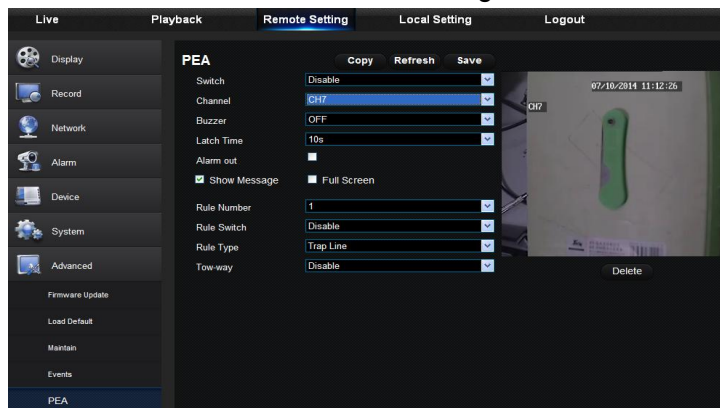 Live Playback Remote Setting Local Setting Logout
Display
Record
Network
Alarm
Device
System
Advanced
Firmware Update
Load Default
Maintain
Events
PEA
PEA Copy Refresh Save
Switch Disable
Channel CH7
Buzzer OFF
Latch Time 10s
Alarm out
Show Message Full Screen
Rule Number 1
Rule Switch Disable
Rule Type Trap Line
Tow-way Disable
07/10/2014 11:12:26
CH7
Delete